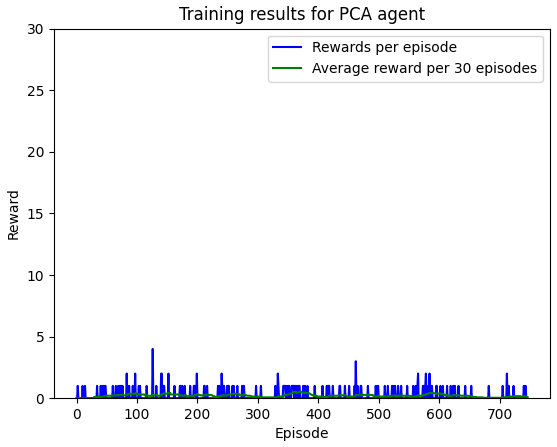 Training results for PCA agent
Rewards per episode
Average reward per 30 episodes
30
25
20
15
10
5
0
Reward
0 100 200 300 400 500 600 700
Episode